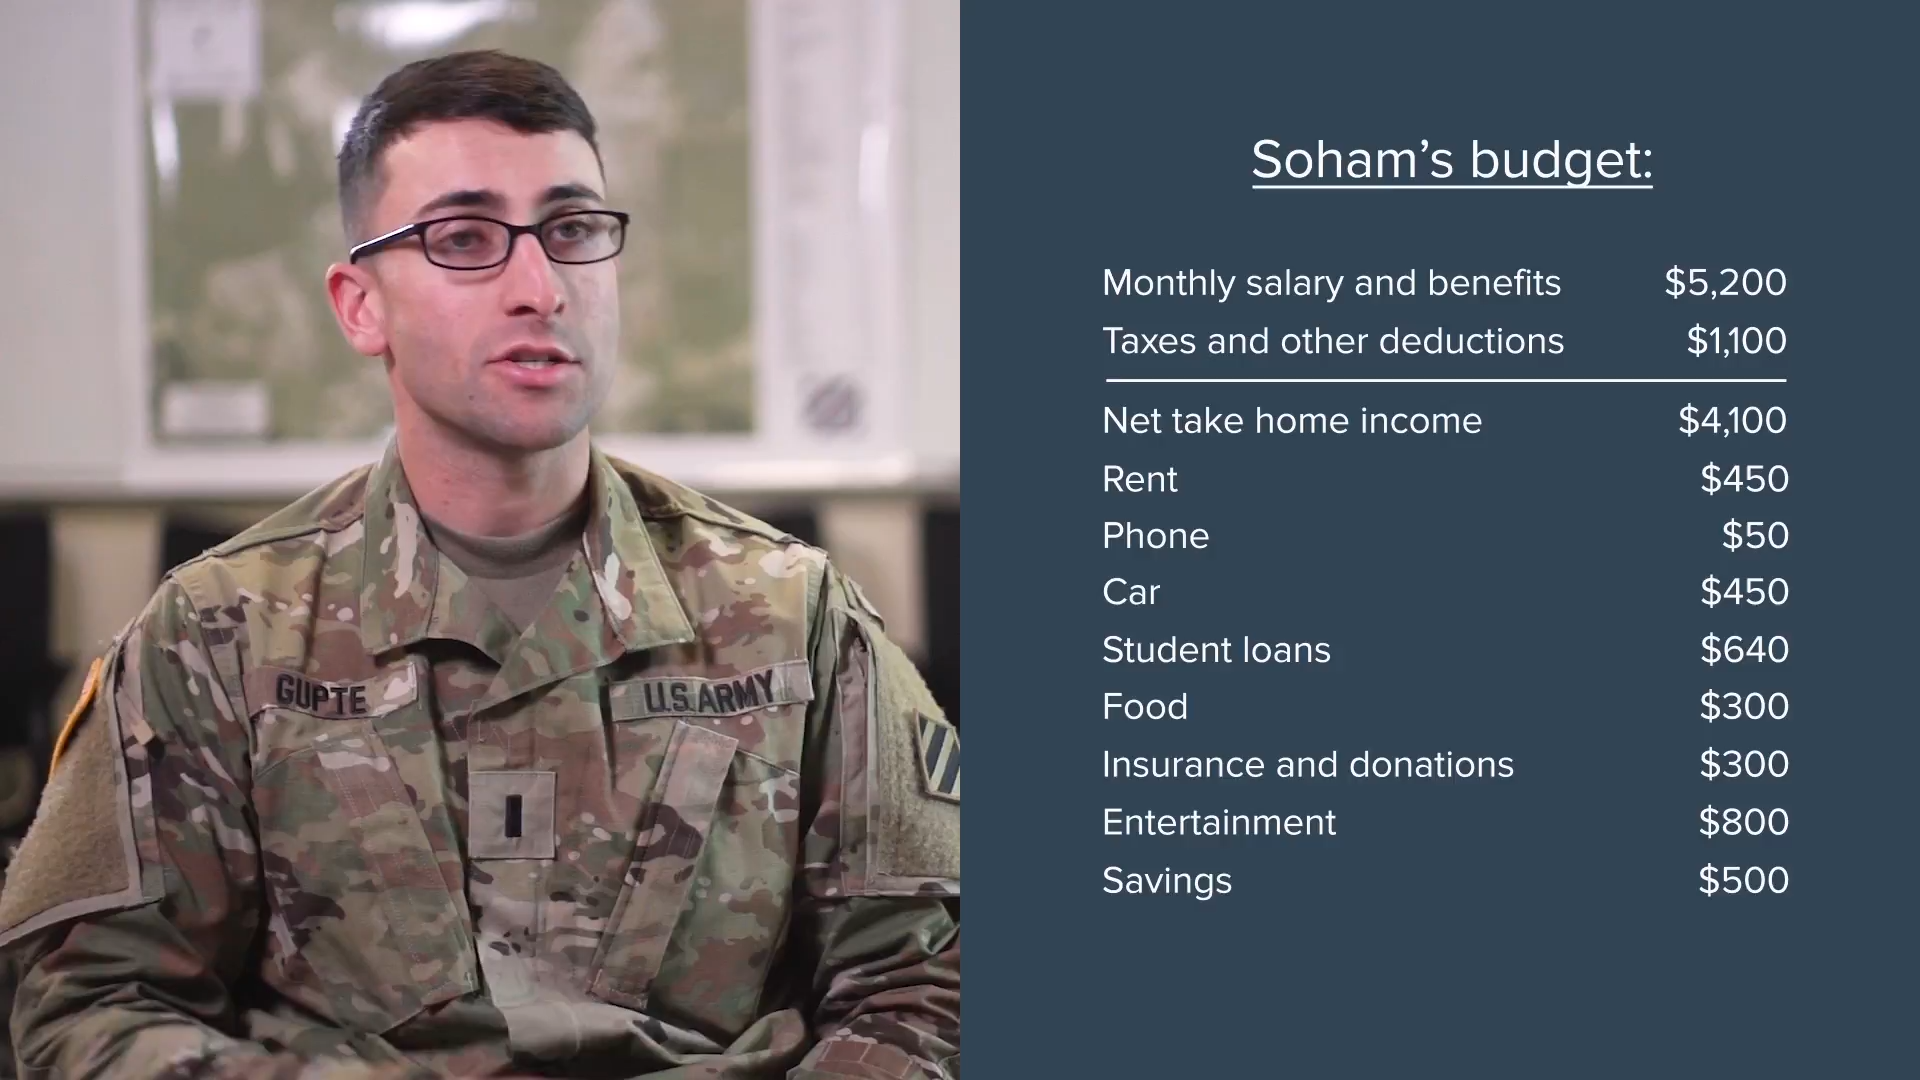 GUPTE
U.S. ARMY
Soham's budget:
Monthly salary and benefits $5,200
Taxes and other deductions $1,100
Net take home income $4,100
Rent $450
Phone $50
Car $450
Student loans $640
Food $300
Insurance and donations $300
Entertainment $800
Savings $500